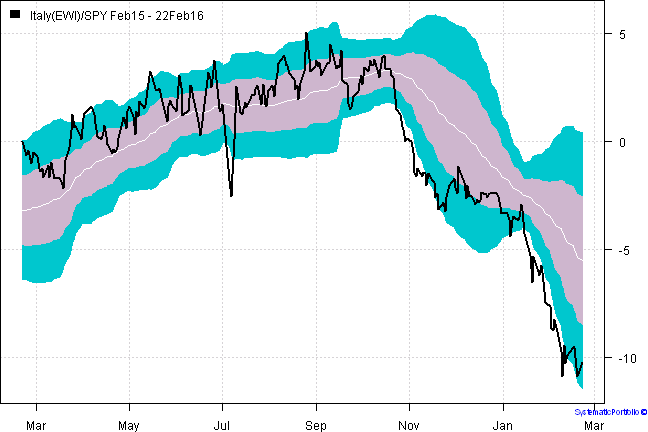 Italy(EWI)/SPY Feb15 - 22Feb16
5
0
-5
-10
SystematicPortfolio ©
Mar May Jul Sep Nov Jan Mar